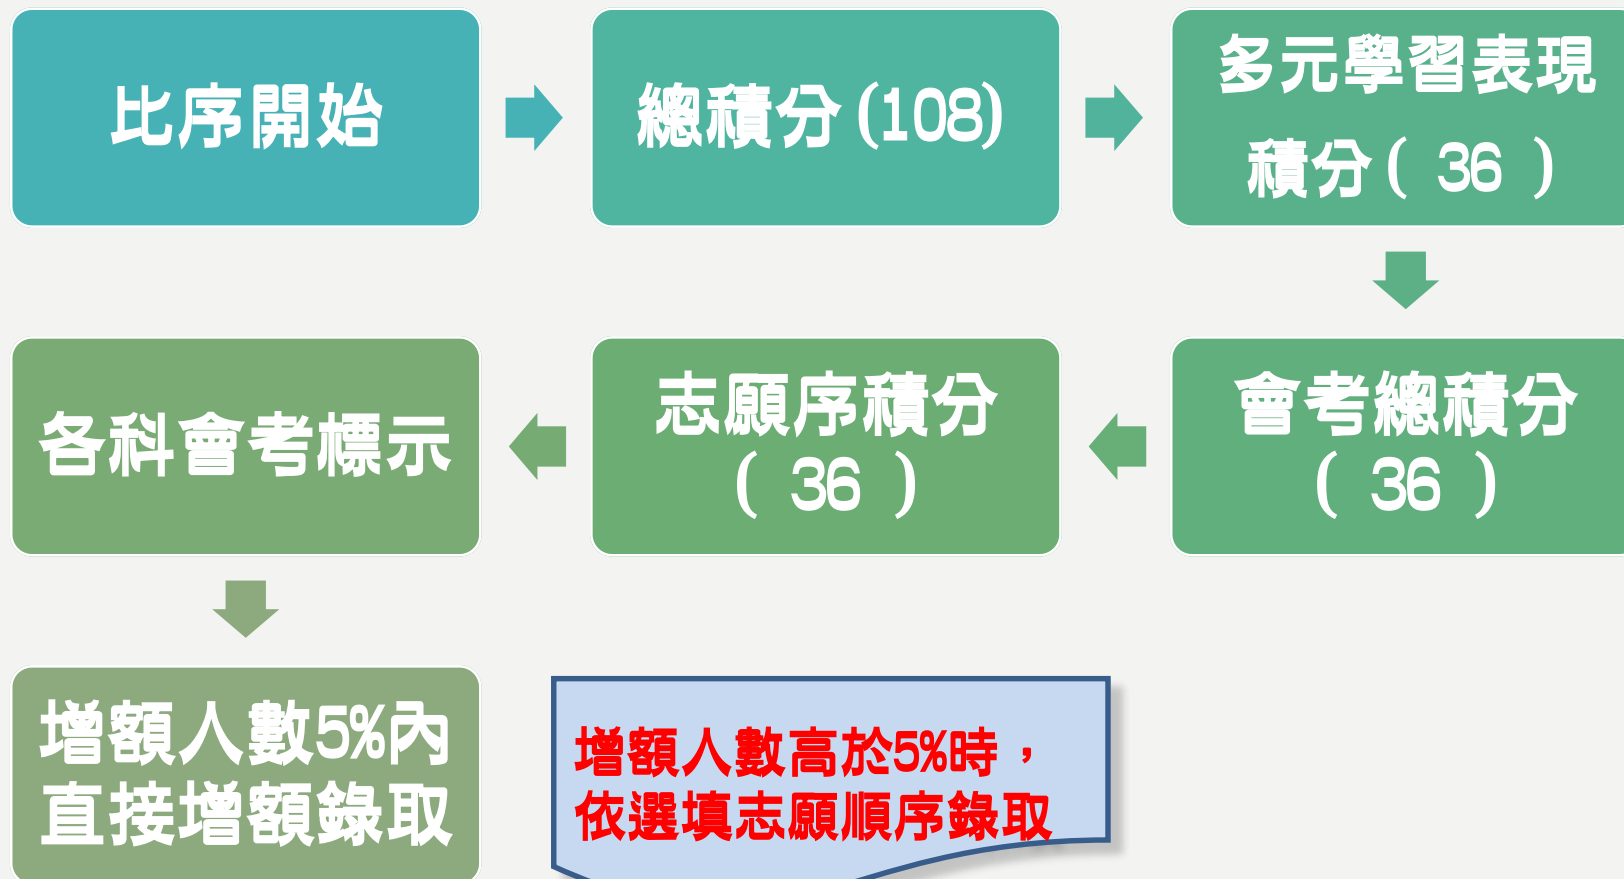 比序開始
總積分(108)
多元學習表現
積分( 36 )
會考總積分
( 36 )
志願序積分
( 36 )
各科會考標示
增額人數5%內
直接增額錄取
增額人數高於5%時，
依選填志願順序錄取